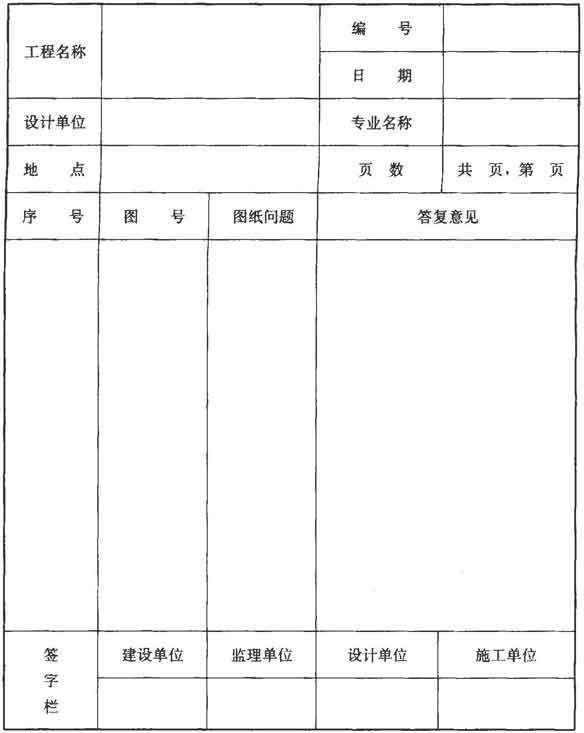 工程名称
编 号
日 期
设计单位
专业名称
地 点
页 数
共 页，第 页
序 号
图 号
图纸问题
答复意见
签字栏
建设单位
监理单位
设计单位
施工单位